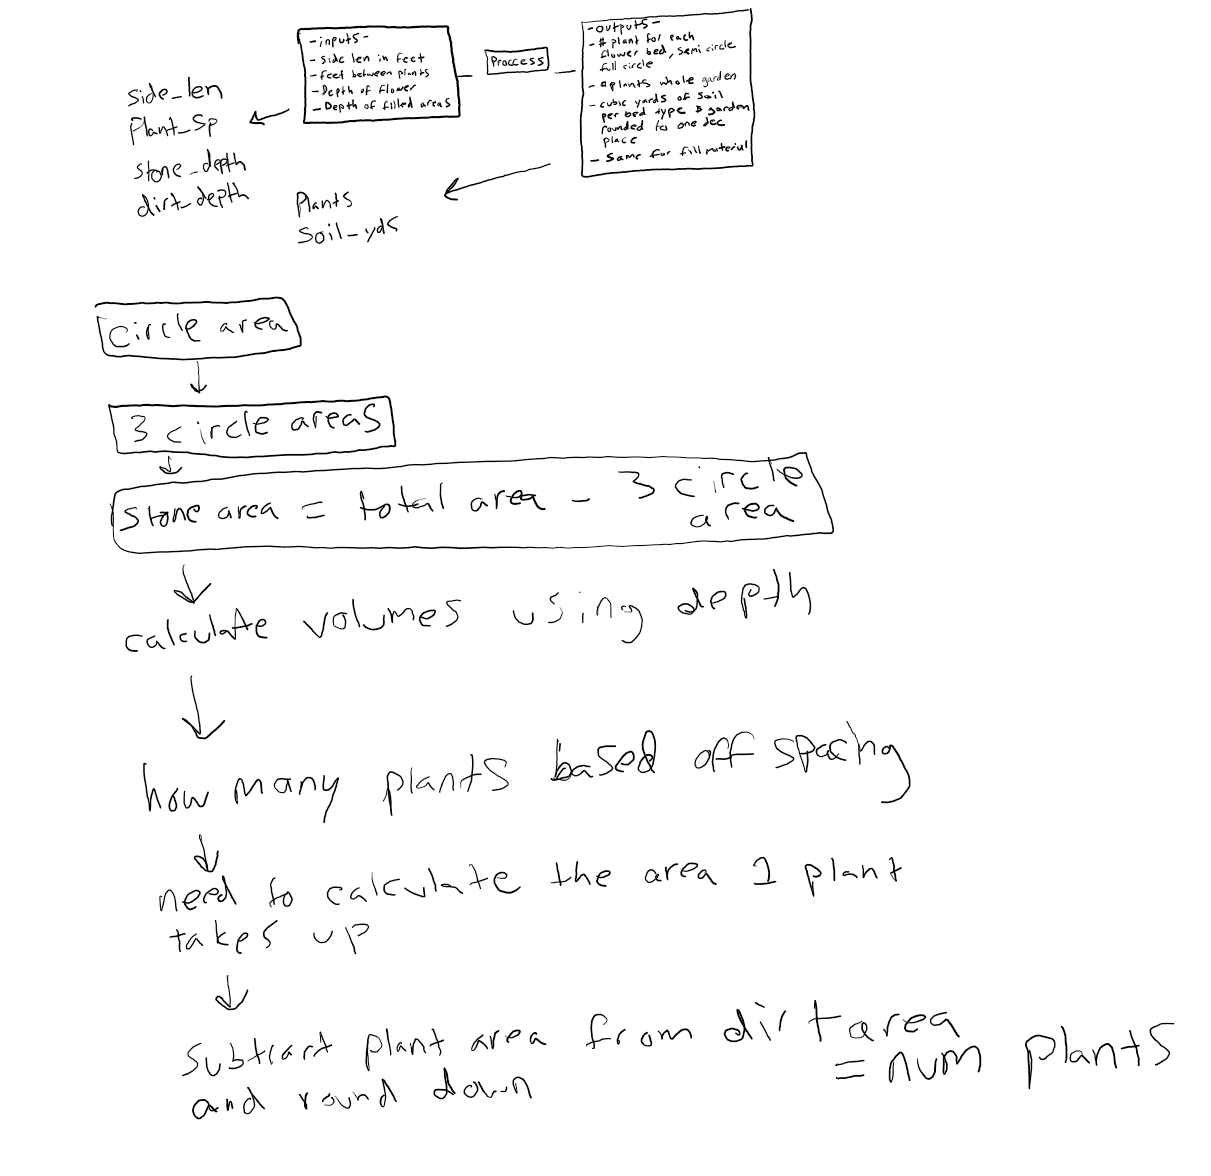 -inputs-
- side len in feet
- feet between plants
- Depth of flower
- Depth of filled areas
Proccess
-outputs-
- # plant for each
flower bed, semi circle
full circle
- #plants whole garden
- cubic yards of soil
per bed type & garden
rounded to one dec
place
- Same for fill material
side_len
Plant_Sp
stone_depth
dirt_depth
Plants
Soil_yds
circle area
3 circle areas
stone area = total area - 3 circle
area
calculate volumes using depth
how many plants based off spacing
need to calculate the area 1 plant
takes up
subtract plant area from dirt area
and round down = num plants